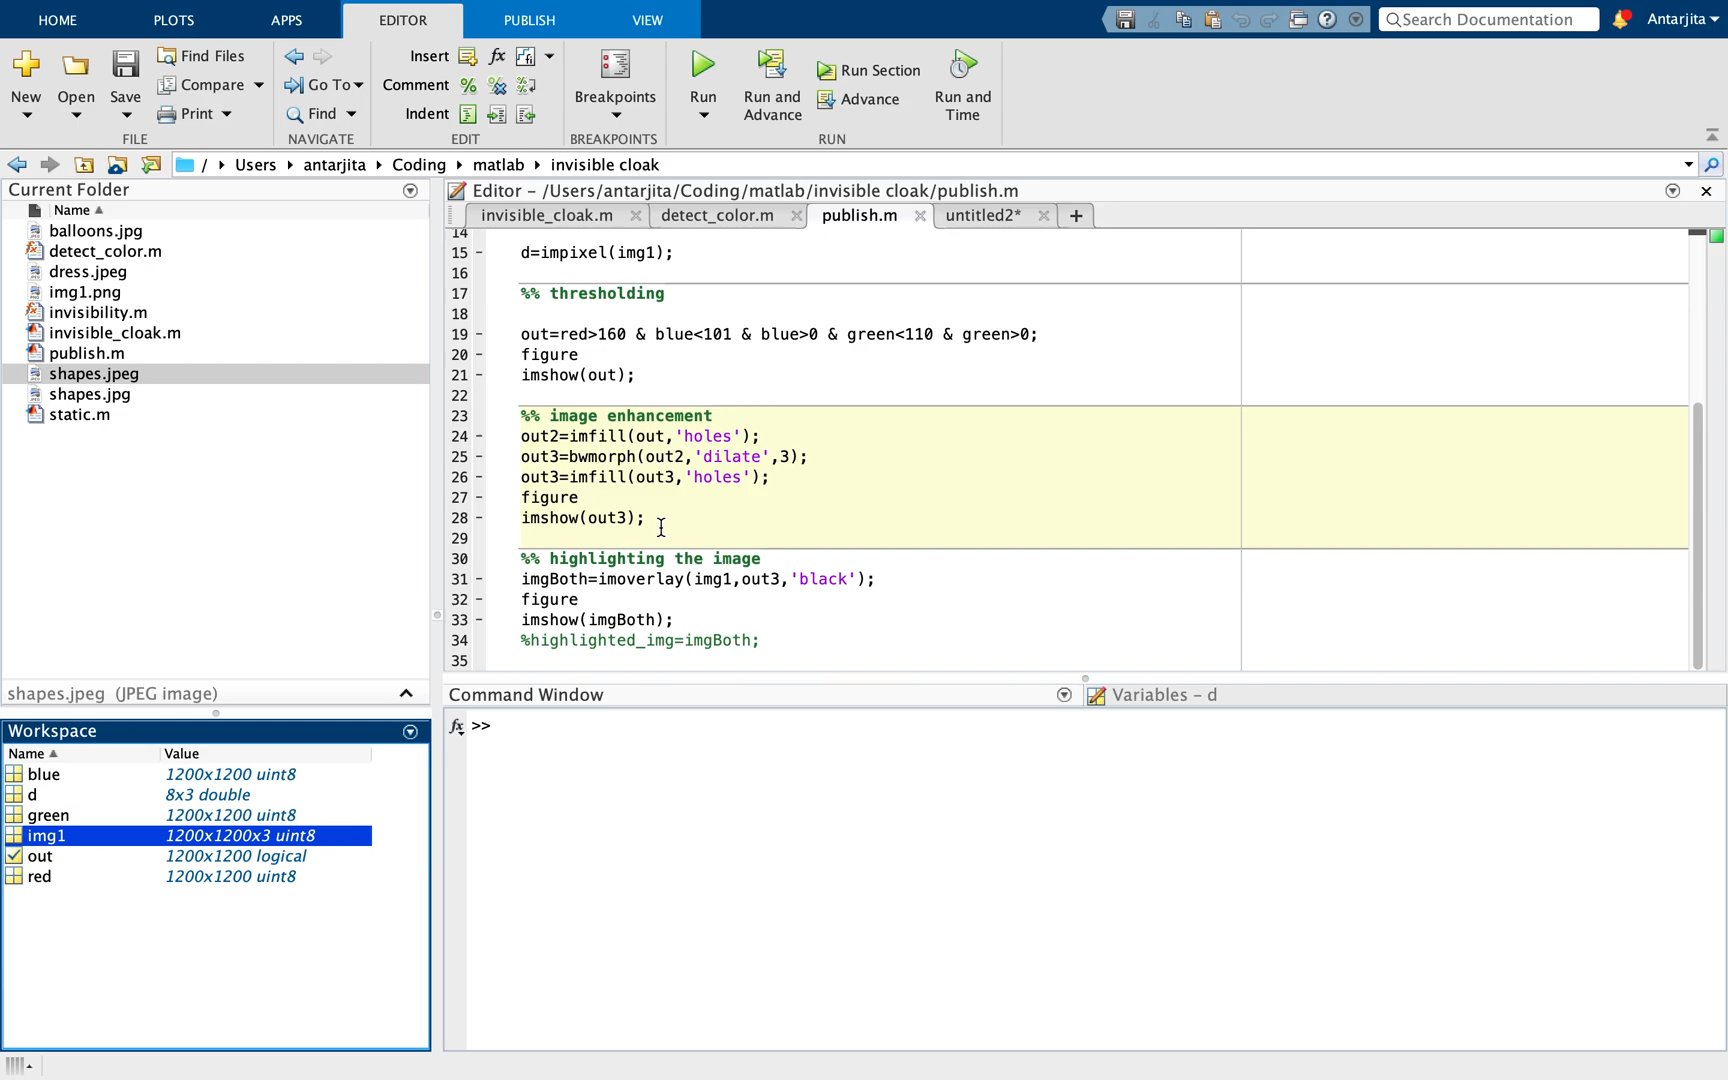 HOME PLOTS APPS EDITOR PUBLISH VIEW Search Documentation Antarjita
New Open Save Find Files Compare Print Go To Find Insert fx Comment Indent Breakpoints Run Run and Advance Run Section Advance Run and Time
FILE NAVIGATE EDIT BREAKPOINTS RUN
/ Users antarjita Coding matlab invisible cloak
Current Folder
Name
balloons.jpg
detect_color.m
dress.jpeg
img1.png
invisibility.m
invisible_cloak.m
publish.m
shapes.jpeg
shapes.jpg
static.m
shapes.jpeg (JPEG image)
Workspace
Name Value
blue 1200x1200 uint8
d 8x3 double
green 1200x1200 uint8
img1 1200x1200x3 uint8
out 1200x1200 logical
red 1200x1200 uint8
Editor - /Users/antarjita/Coding/matlab/invisible cloak/publish.m
invisible_cloak.m detect_color.m publish.m untitled2* +
14
15 - d=impixel(img1);
16
17 %% thresholding
18
19 - out=red>160 & blue<101 & blue>0 & green<110 & green>0;
20 - figure
21 - imshow(out);
22
23 %% image enhancement
24 - out2=imfill(out,'holes');
25 - out3=bwmorph(out2,'dilate',3);
26 - out3=imfill(out3,'holes');
27 - figure
28 - imshow(out3);
29
30 %% highlighting the image
31 - imgBoth=imoverlay(img1,out3,'black');
32 - figure
33 - imshow(imgBoth);
34 %highlighted_img=imgBoth;
35
Command Window
fx >>
Variables - d